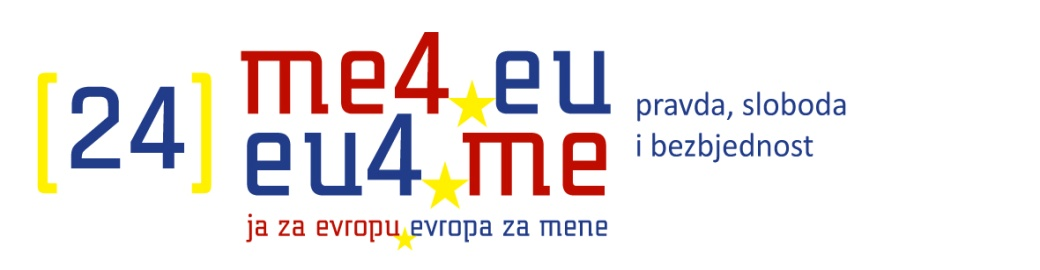 [24]
me4.eu
eu4.me
ja za evropu evropa za mene
pravda, sloboda
i bezbjednost